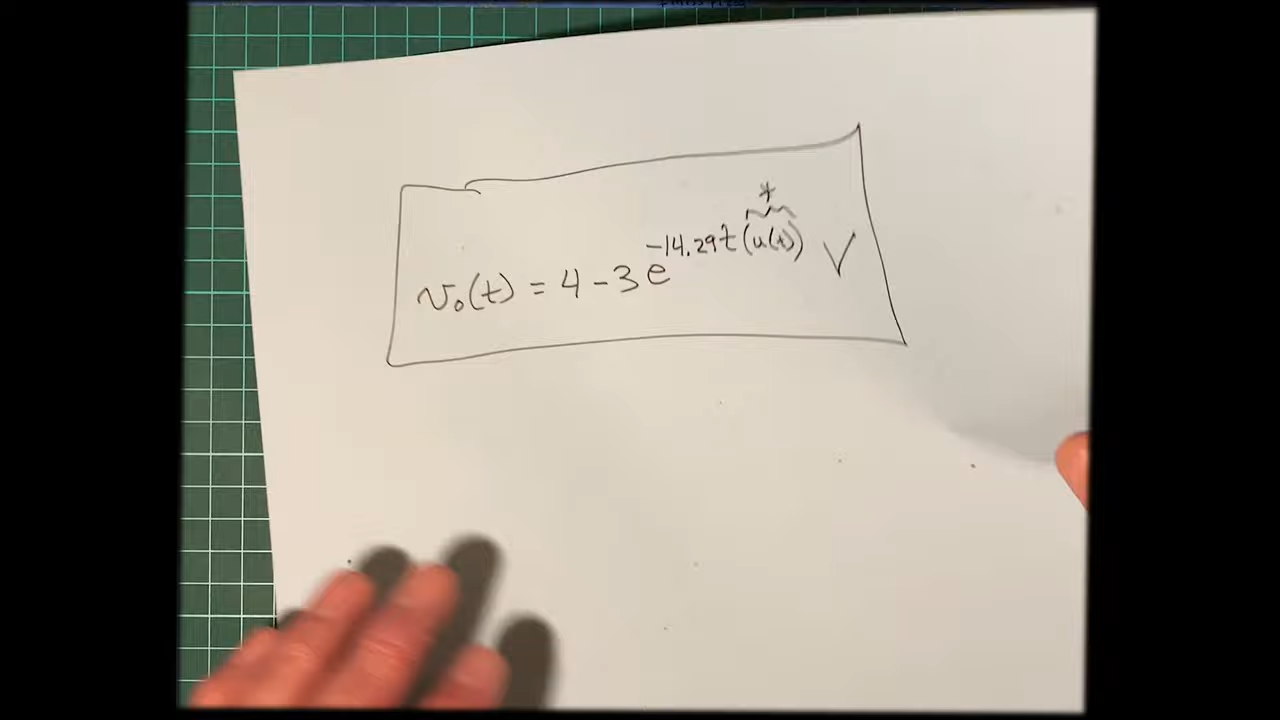 *
v₀(t) = 4 - 3e^{-14.29t(u(t))} ✓